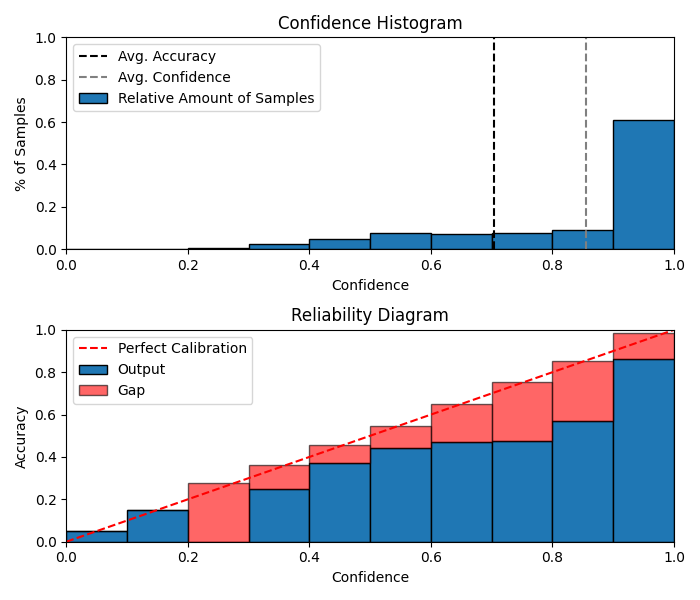 Confidence Histogram
1.0
0.8
0.6
0.4
0.2
0.0
% of Samples
Avg. Accuracy
Avg. Confidence
Relative Amount of Samples
0.0 0.2 0.4 0.6 0.8 1.0
Confidence
Reliability Diagram
1.0
0.8
0.6
0.4
0.2
0.0
Accuracy
Perfect Calibration
Output
Gap
0.0 0.2 0.4 0.6 0.8 1.0
Confidence